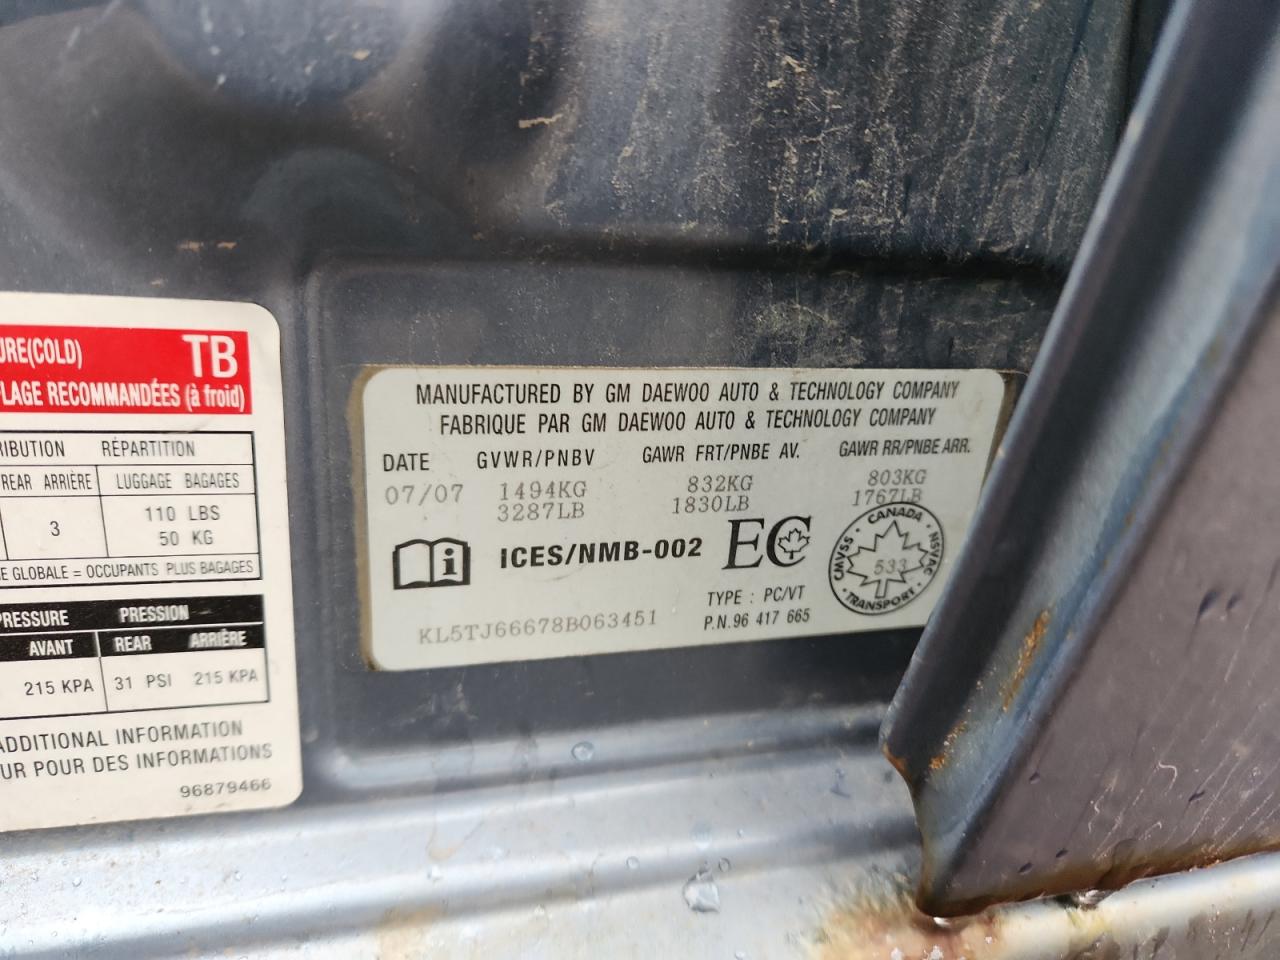 URE(COLD) TB
FLAGE RECOMMANDÉES (à froid)
RIBUTION RÉPARTITION
REAR ARRIÈRE LUGGAGE BAGAGES
3 110 LBS
50 KG
E GLOBALE = OCCUPANTS PLUS BAGAGES
PRESSURE PRESSION
AVANT REAR ARRIÈRE
215 KPA 31 PSI 215 KPA
ADDITIONAL INFORMATION
UR POUR DES INFORMATIONS
96879466
MANUFACTURED BY GM DAEWOO AUTO & TECHNOLOGY COMPANY
FABRIQUE PAR GM DAEWOO AUTO & TECHNOLOGY COMPANY
DATE GVWR/PNBV GAWR FRT/PNBE AV. GAWR RR/PNBE ARR.
07/07 1494KG 832KG 803KG
3287LB 1830LB 1767LB
i ICES/NMB-002 EC
CANADA
CMVSS 533 NSVAC
TRANSPORT
TYPE : PC/VT
KL5TJ66678B063451 P.N.96 417 665